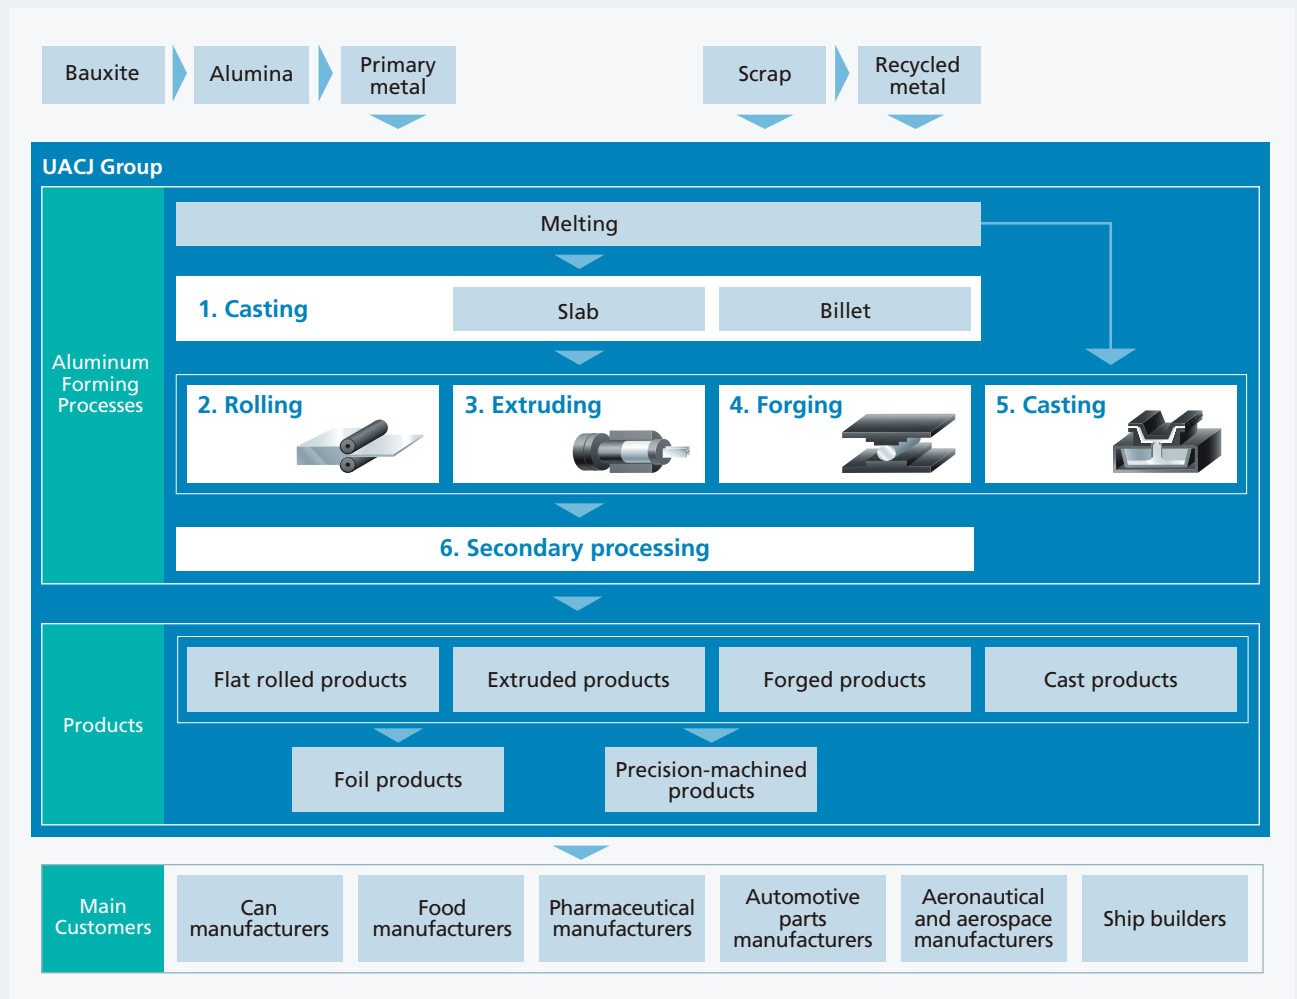 Bauxite
Alumina
Primary
metal
Scrap
Recycled
metal
UACJ Group
Aluminum
Forming
Processes
Melting
1. Casting
Slab
Billet
2. Rolling
3. Extruding
4. Forging
5. Casting
6. Secondary processing
Products
Flat rolled products
Extruded products
Forged products
Cast products
Foil products
Precision-machined
products
Main
Customers
Can
manufacturers
Food
manufacturers
Pharmaceutical
manufacturers
Automotive
parts
manufacturers
Aeronautical
and aerospace
manufacturers
Ship builders